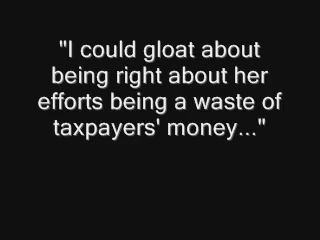 "I could gloat about
being right about her
efforts being a waste of
taxpayers' money..."